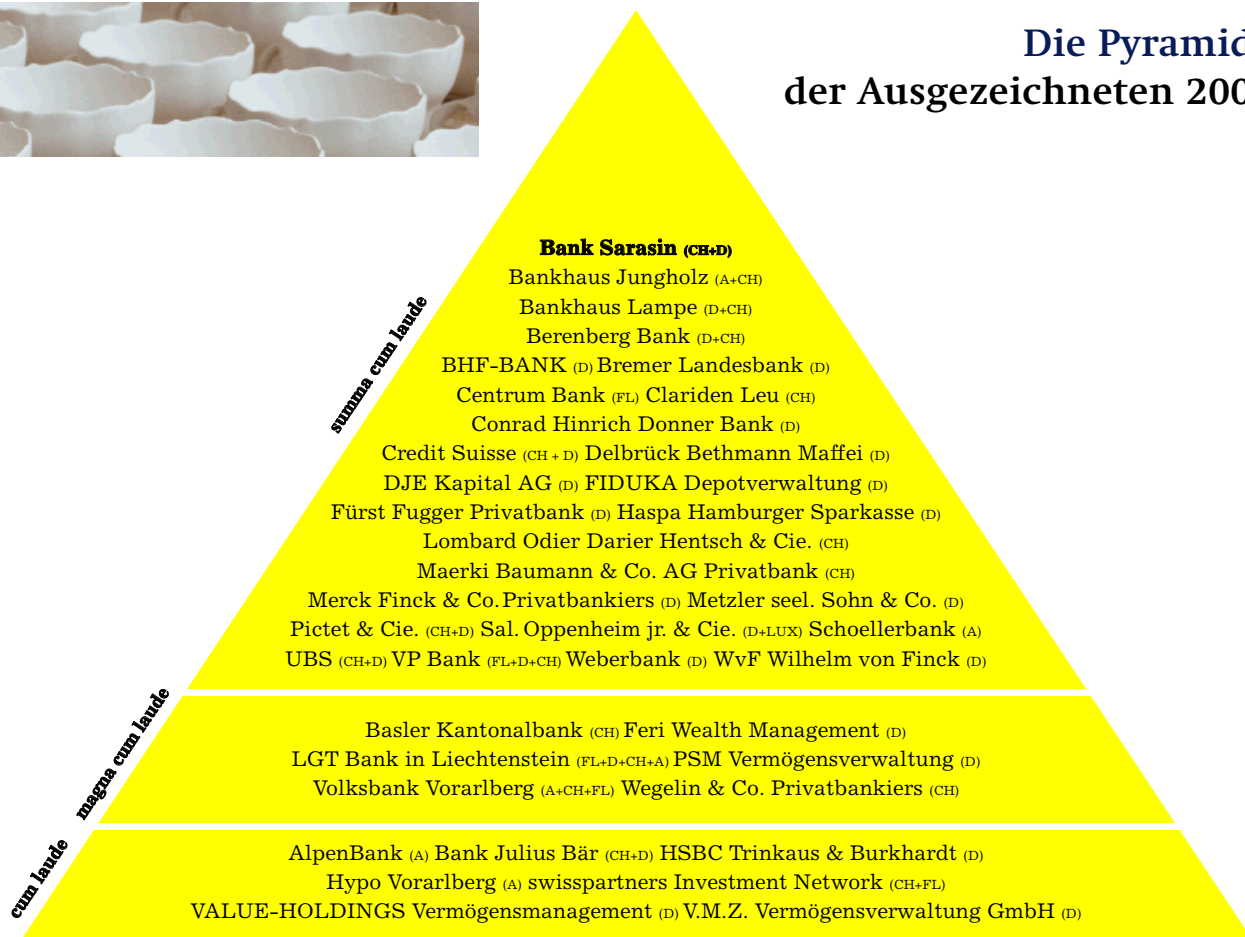 Die Pyramid
der Ausgezeichneten 200
summa cum laude
Bank Sarasin (CH+D)
Bankhaus Jungholz (A+CH)
Bankhaus Lampe (D+CH)
Berenberg Bank (D+CH)
BHF-BANK (D) Bremer Landesbank (D)
Centrum Bank (FL) Clariden Leu (CH)
Conrad Hinrich Donner Bank (D)
Credit Suisse (CH + D) Delbrück Bethmann Maffei (D)
DJE Kapital AG (D) FIDUKA Depotverwaltung (D)
Fürst Fugger Privatbank (D) Haspa Hamburger Sparkasse (D)
Lombard Odier Darier Hentsch & Cie. (CH)
Maerki Baumann & Co. AG Privatbank (CH)
Merck Finck & Co. Privatbankiers (D) Metzler seel. Sohn & Co. (D)
Pictet & Cie. (CH+D) Sal. Oppenheim jr. & Cie. (D+LUX) Schoellerbank (A)
UBS (CH+D) VP Bank (FL+D+CH) Weberbank (D) WvF Wilhelm von Finck (D)
magna cum laude
Basler Kantonalbank (CH) Feri Wealth Management (D)
LGT Bank in Liechtenstein (FL+D+CH+A) PSM Vermögensverwaltung (D)
Volksbank Vorarlberg (A+CH+FL) Wegelin & Co. Privatbankiers (CH)
cum laude
AlpenBank (A) Bank Julius Bär (CH+D) HSBC Trinkaus & Burkhardt (D)
Hypo Vorarlberg (A) swisspartners Investment Network (CH+FL)
VALUE-HOLDINGS Vermögensmanagement (D) V.M.Z. Vermögensverwaltung GmbH (D)